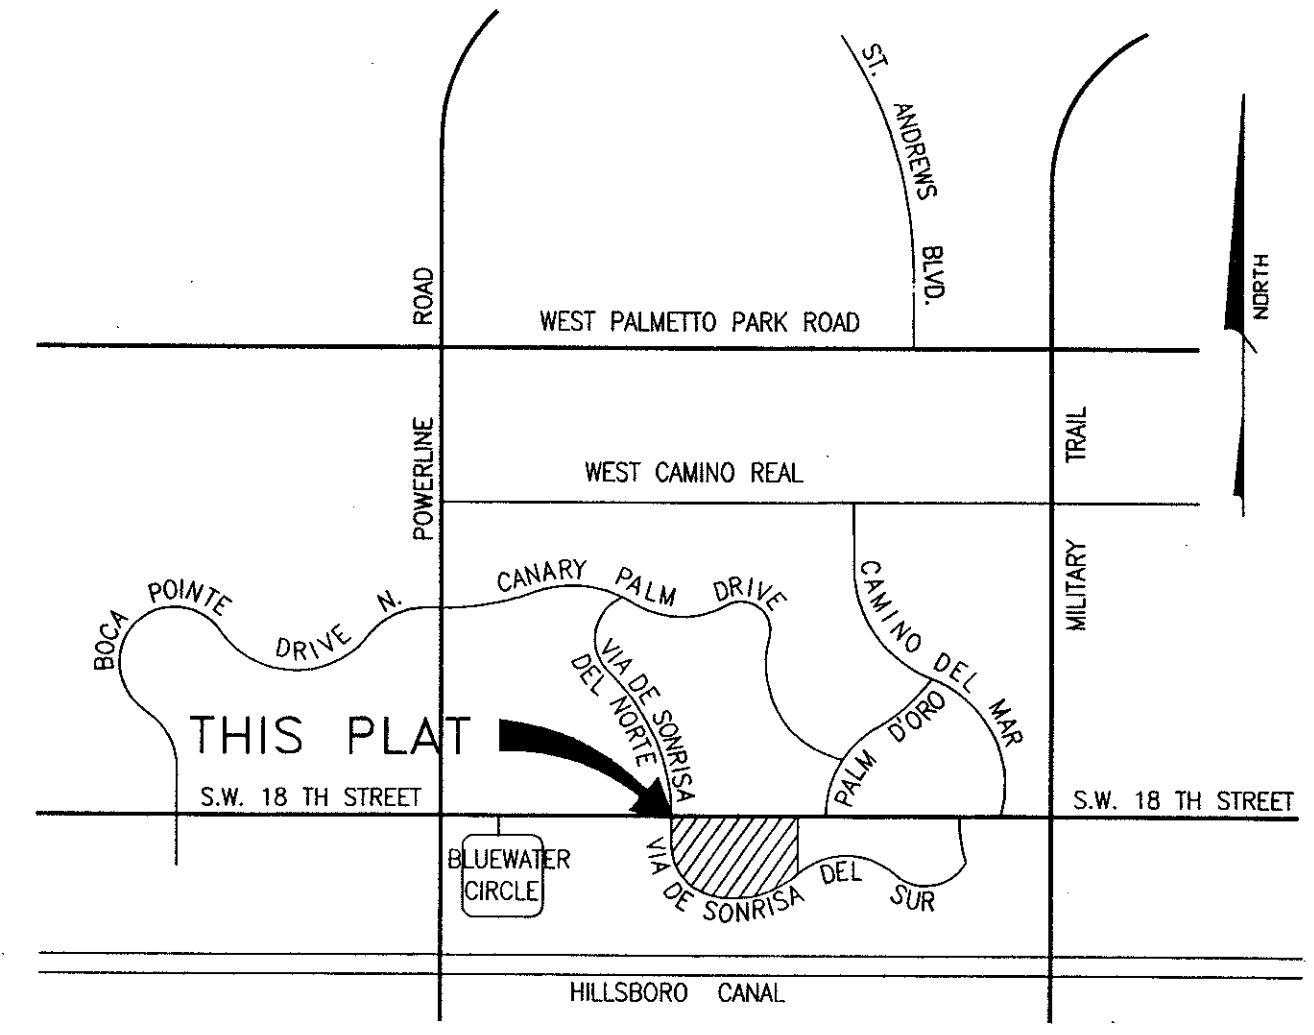 ST. ANDREWS BLVD.
NORTH
POWERLINE ROAD
WEST PALMETTO PARK ROAD
MILITARY TRAIL
WEST CAMINO REAL
BOCA POINTE DRIVE N.
CANARY PALM DRIVE
CAMINO DEL MAR
VIA DE SONRISA
DEL NORTE
PALM D'ORO
THIS PLAT
S.W. 18 TH STREET
S.W. 18 TH STREET
BLUEWATER
CIRCLE
VIA DE SONRISA DEL SUR
HILLSBORO CANAL